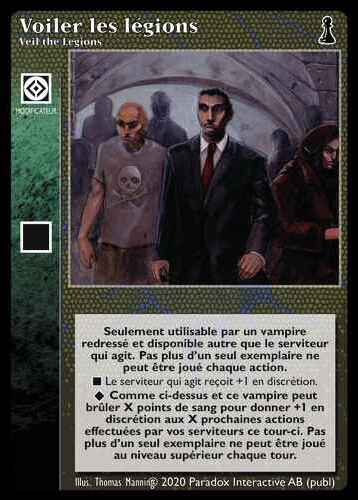 Voiler les légions
Veil the Legions
MODIFICATEUR
Seulement utilisable par un vampire
redressé et disponible autre que le serviteur
qui agit. Pas plus d'un seul exemplaire ne
peut être joué chaque action.
■ Le serviteur qui agit reçoit +1 en discrétion.
◆ Comme ci-dessus et ce vampire peut
brûler X points de sang pour donner +1 en
discrétion aux X prochaines actions
effectuées par vos serviteurs ce tour-ci. Pas
plus d'un seul exemplaire ne peut être joué
au niveau supérieur chaque tour.
Illus. Thomas Manning @ 2020 Paradox Interactive AB (publ)